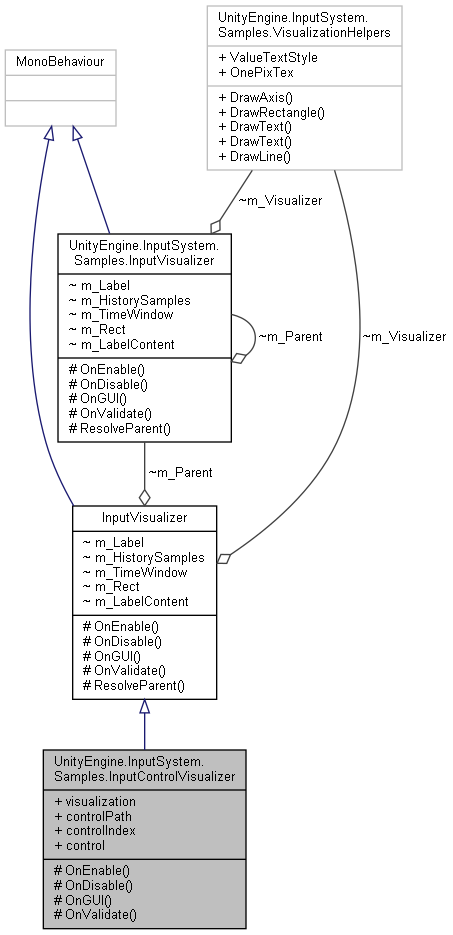 UnityEngine.InputSystem.
Samples.VisualizationHelpers
+ ValueTextStyle
+ OnePixTex
+ DrawAxis()
+ DrawRectangle()
+ DrawText()
+ DrawText()
+ DrawLine()
MonoBehaviour
~m_Visualizer
UnityEngine.InputSystem.
Samples.InputVisualizer
~ m_Label
~ m_HistorySamples
~ m_TimeWindow
~ m_Rect
~ m_LabelContent
# OnEnable()
# OnDisable()
# OnGUI()
# OnValidate()
# ResolveParent()
~m_Parent
~m_Visualizer
~m_Parent
InputVisualizer
~ m_Label
~ m_HistorySamples
~ m_TimeWindow
~ m_Rect
~ m_LabelContent
# OnEnable()
# OnDisable()
# OnGUI()
# OnValidate()
# ResolveParent()
UnityEngine.InputSystem.
Samples.InputControlVisualizer
+ visualization
+ controlPath
+ controlIndex
+ control
# OnEnable()
# OnDisable()
# OnGUI()
# OnValidate()